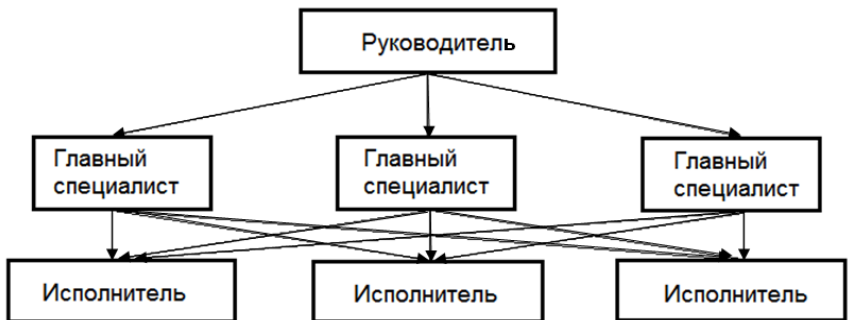 Руководитель
Главный
специалист
Главный
специалист
Главный
специалист
Исполнитель
Исполнитель
Исполнитель